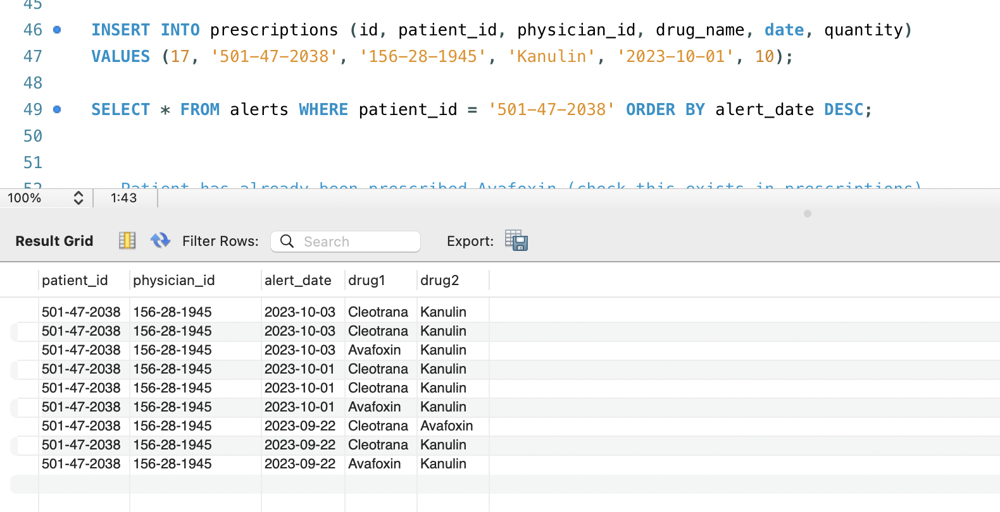 45
46 INSERT INTO prescriptions (id, patient_id, physician_id, drug_name, date, quantity)
47 VALUES (17, '501-47-2038', '156-28-1945', 'Kanulin', '2023-10-01', 10);
48
49 SELECT * FROM alerts WHERE patient_id = '501-47-2038' ORDER BY alert_date DESC;
50
51
52 Patient has already been prescribed Avafoxin (check this exists in prescriptions)
100% 1:43
Result Grid Filter Rows: Search Export:
patient_id physician_id alert_date drug1 drug2
501-47-2038 156-28-1945 2023-10-03 Cleotrana Kanulin
501-47-2038 156-28-1945 2023-10-03 Cleotrana Kanulin
501-47-2038 156-28-1945 2023-10-03 Avafoxin Kanulin
501-47-2038 156-28-1945 2023-10-01 Cleotrana Kanulin
501-47-2038 156-28-1945 2023-10-01 Cleotrana Kanulin
501-47-2038 156-28-1945 2023-10-01 Avafoxin Kanulin
501-47-2038 156-28-1945 2023-09-22 Cleotrana Avafoxin
501-47-2038 156-28-1945 2023-09-22 Cleotrana Kanulin
501-47-2038 156-28-1945 2023-09-22 Avafoxin Kanulin